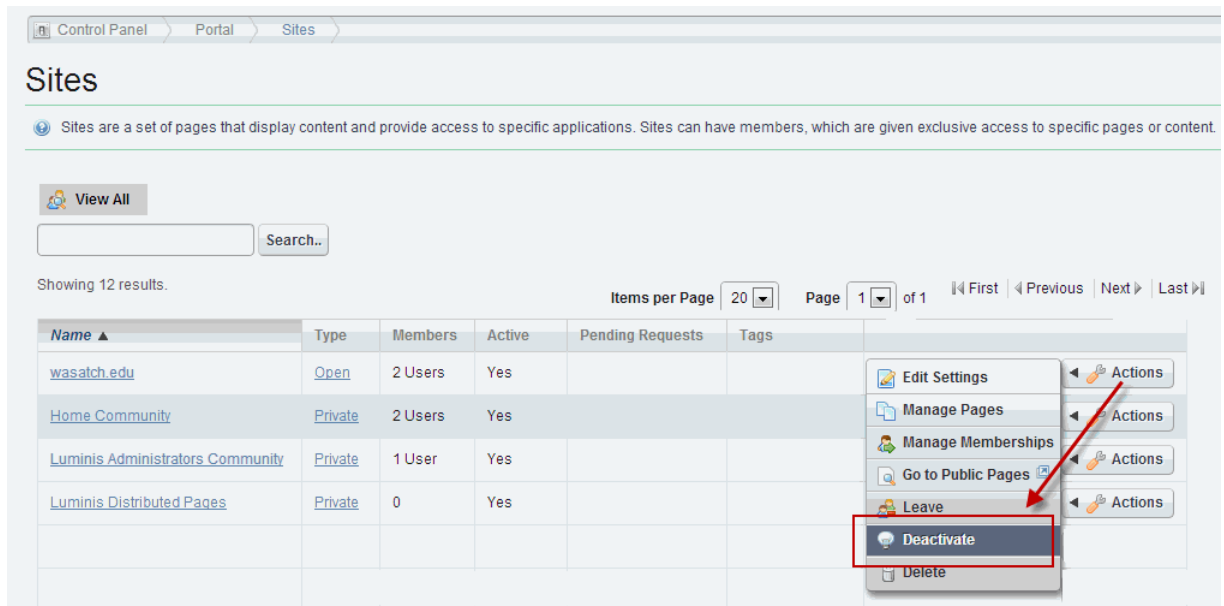 Control Panel Portal Sites
Sites
Sites are a set of pages that display content and provide access to specific applications. Sites can have members, which are given exclusive access to specific pages or content.
View All
Search..
Showing 12 results.
Items per Page 20 Page 1 of 1 First Previous Next Last
Name Type Members Active Pending Requests Tags
wasatch.edu Open 2 Users Yes Edit Settings Actions
Home Community Private 2 Users Yes Manage Pages Actions
Manage Memberships
Luminis Administrators Community Private 1 User Yes Actions
Go to Public Pages
Luminis Distributed Pages Private 0 Yes Leave Actions
Deactivate
Delete